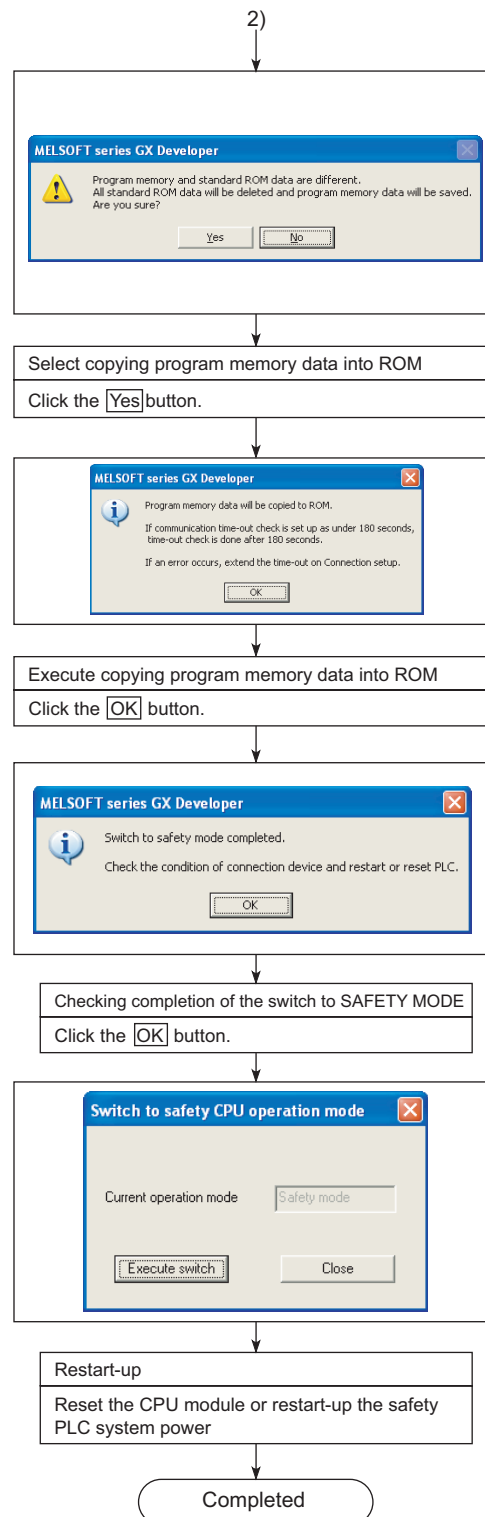 2)
MELSOFT series GX Developer
Program memory and standard ROM data are different.
All standard ROM data will be deleted and program memory data will be saved.
Are you sure?
Yes No
Select copying program memory data into ROM
Click the Yes button.
MELSOFT series GX Developer
Program memory data will be copied to ROM.
If communication time-out check is set up as under 180 seconds,
time-out check is done after 180 seconds.
If an error occurs, extend the time-out on Connection setup.
OK
Execute copying program memory data into ROM
Click the OK button.
MELSOFT series GX Developer
Switch to safety mode completed.
Check the condition of connection device and restart or reset PLC.
OK
Checking completion of the switch to SAFETY MODE
Click the OK button.
Switch to safety CPU operation mode
Current operation mode Safety mode
Execute switch Close
Restart-up
Reset the CPU module or restart-up the safety
PLC system power
Completed